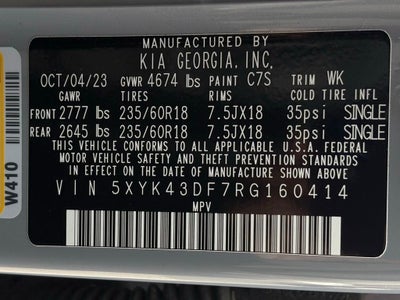 MANUFACTURED BY
KIA GEORGIA, INC.
OCT/04/23 GVWR 4674 lbs PAINT C7S TRIM WK
GAWR TIRES RIMS COLD TIRE INFL
FRONT 2777 lbs 235/60R18 7.5JX18 35psi SINGLE
REAR 2645 lbs 235/60R18 7.5JX18 35psi SINGLE
THIS VEHICLE CONFORMS TO ALL APPLICABLE U.S.A. FEDERAL
MOTOR VEHICLE SAFETY, BUMPER, AND THEFT PREVENTION
STANDARDS IN EFFECT ON THE DATE OF MANUFACTURE SHOWN ABOVE.
VIN 5XYK43DF7RG160414
MPV
W410